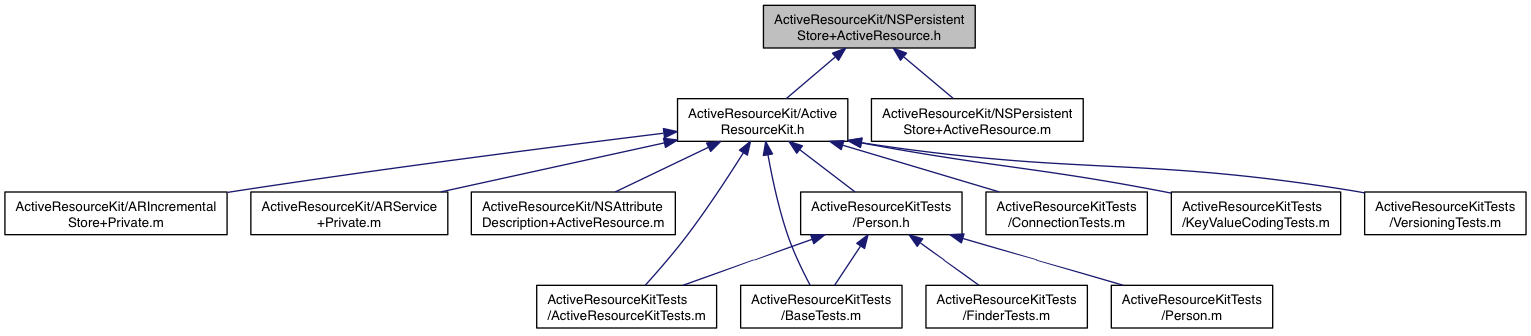 ActiveResourceKit/NSPersistent
Store+ActiveResource.h
ActiveResourceKit/Active
ResourceKit.h
ActiveResourceKit/NSPersistent
Store+ActiveResource.m
ActiveResourceKit/ARIncremental
Store+Private.m
ActiveResourceKit/ARService
+Private.m
ActiveResourceKit/NSAttribute
Description+ActiveResource.m
ActiveResourceKitTests
/Person.h
ActiveResourceKitTests
/ConnectionTests.m
ActiveResourceKitTests
/KeyValueCodingTests.m
ActiveResourceKitTests
/VersioningTests.m
ActiveResourceKitTests
/ActiveResourceKitTests.m
ActiveResourceKitTests
/BaseTests.m
ActiveResourceKitTests
/FinderTests.m
ActiveResourceKitTests
/Person.m